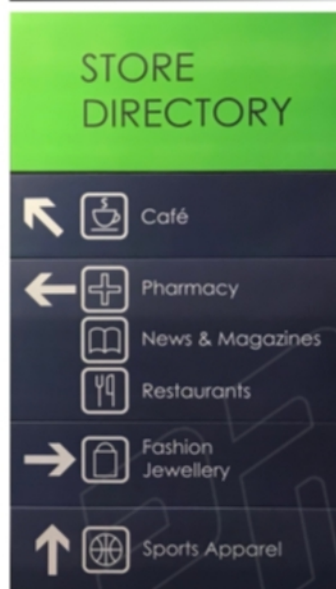 STORE
DIRECTORY
Café
Pharmacy
News & Magazines
Restaurants
Fashion
Jewellery
Sports Apparel